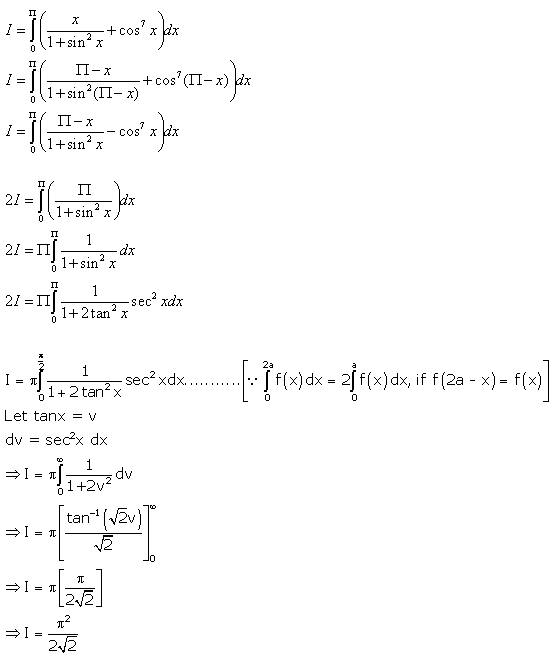 I = ∫₀^Π (x/(1+sin² x) + cos⁷ x)dx
I = ∫₀^Π ((Π−x)/(1+sin²(Π−x)) + cos⁷(Π−x))dx
I = ∫₀^Π ((Π−x)/(1+sin² x) − cos⁷ x)dx
2I = ∫₀^Π (Π/(1+sin² x))dx
2I = Π∫₀^Π 1/(1+sin² x) dx
2I = Π∫₀^Π 1/(1+2tan² x) sec² xdx
I = π∫₀^(π/2) 1/(1+2tan²x) sec² xdx...........[∵ ∫₀^(2a) f(x)dx = 2∫₀^a f(x)dx, if f(2a - x) = f(x)]
Let tanx = v
dv = sec²x dx
⇒ I = π∫₀^∞ 1/(1+2v²) dv
⇒ I = π[tan⁻¹(√2v)/√2]₀^∞
⇒ I = π[π/(2√2)]
⇒ I = π²/(2√2)